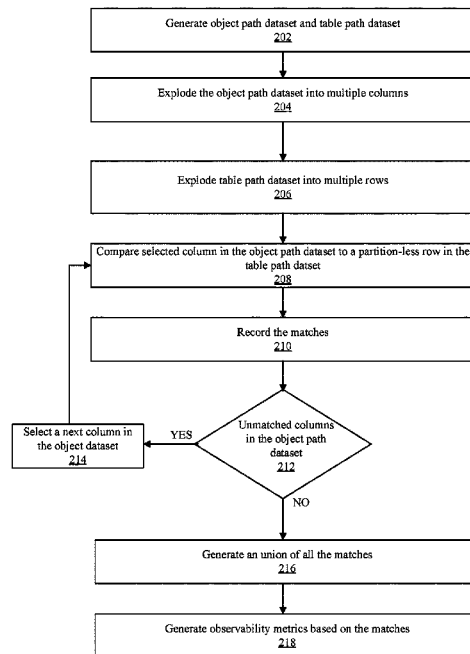 Generate object path dataset and table path dataset
202
Explode the object path dataset into multiple columns
204
Explode table path dataset into multiple rows
206
Compare selected column in the object path dataset to a partition-less row in the
table path datset
208
Record the matches
210
Unmatched columns
in the object path
dataset
212
YES
Select a next column in
the object dataset
214
NO
Generate an union of all the matches
216
Generate observability metrics based on the matches
218